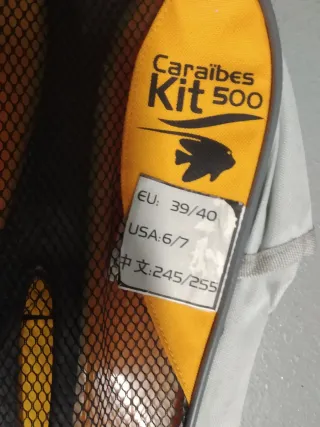 Caraïbes
Kit 500
EU: 39/40
USA:6/7
中文:245/255